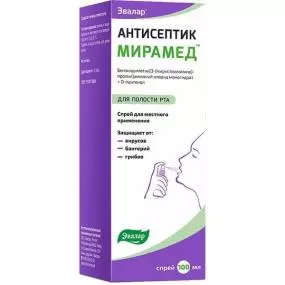 Эвалар®
АНТИСЕПТИК
МИРАМЕД™
Бензилдиметил[3-(миристоиламино)-
пропил]аммоний хлорид моногидрат
+ D-пантенол
ДЛЯ ПОЛОСТИ РТА
Спрей для местного
применения
Защищает от:
вирусов
бактерий
грибов
Эвалар
спрей 100 мл